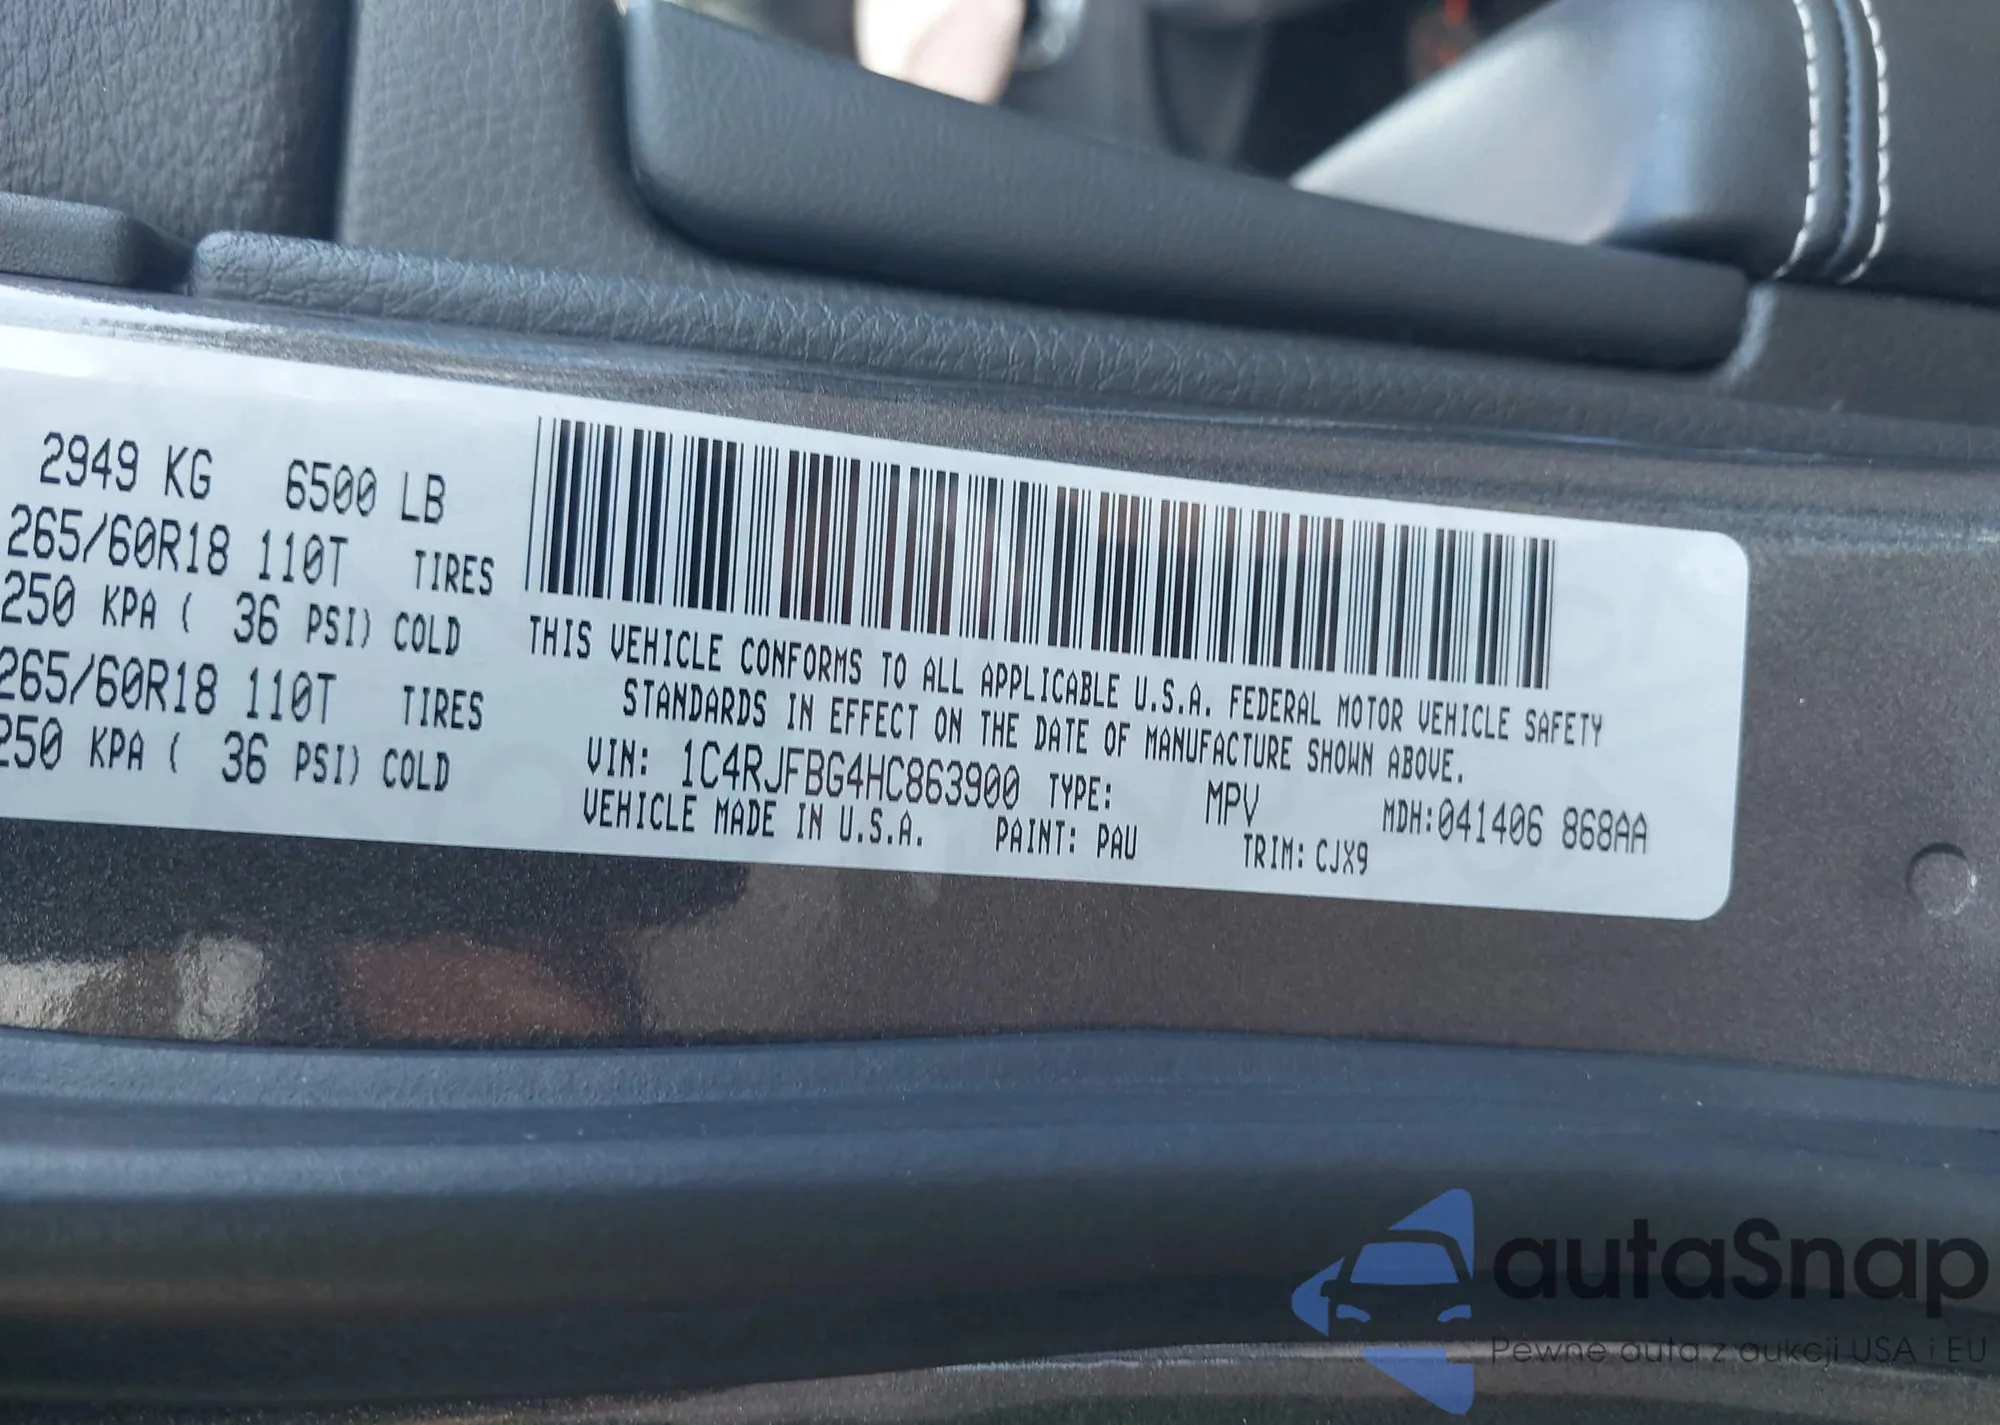 2949 KG 6500 LB
265/60R18 110T TIRES
250 KPA ( 36 PSI) COLD
265/60R18 110T TIRES
250 KPA ( 36 PSI) COLD
THIS VEHICLE CONFORMS TO ALL APPLICABLE U.S.A. FEDERAL MOTOR VEHICLE SAFETY
STANDARDS IN EFFECT ON THE DATE OF MANUFACTURE SHOWN ABOVE.
VIN: 1C4RJFBG4HC863900 TYPE: MPV MDH:041406 868AA
VEHICLE MADE IN U.S.A. PAINT: PAU TRIM: CJX9
autaSnap
Pewne auta z aukcji USA i EU